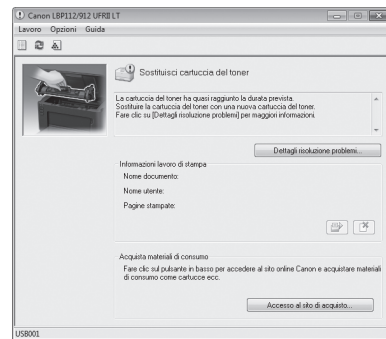 Canon LBP112/912 UFRII LT
Lavoro Opzioni Guida
Sostituisci cartuccia del toner
La cartuccia del toner ha quasi raggiunto la durata prevista.
Sostituire la cartuccia del toner con una nuova cartuccia del toner.
Fare clic su [Dettagli risoluzione problemi] per maggiori informazioni.
Dettagli risoluzione problemi...
Informazioni lavoro di stampa
Nome documento:
Nome utente:
Pagine stampate:
Acquista materiali di consumo
Fare clic sul pulsante in basso per accedere al sito online Canon e acquistare materiali
di consumo come cartucce ecc.
Accesso al sito di acquisto...
USB001